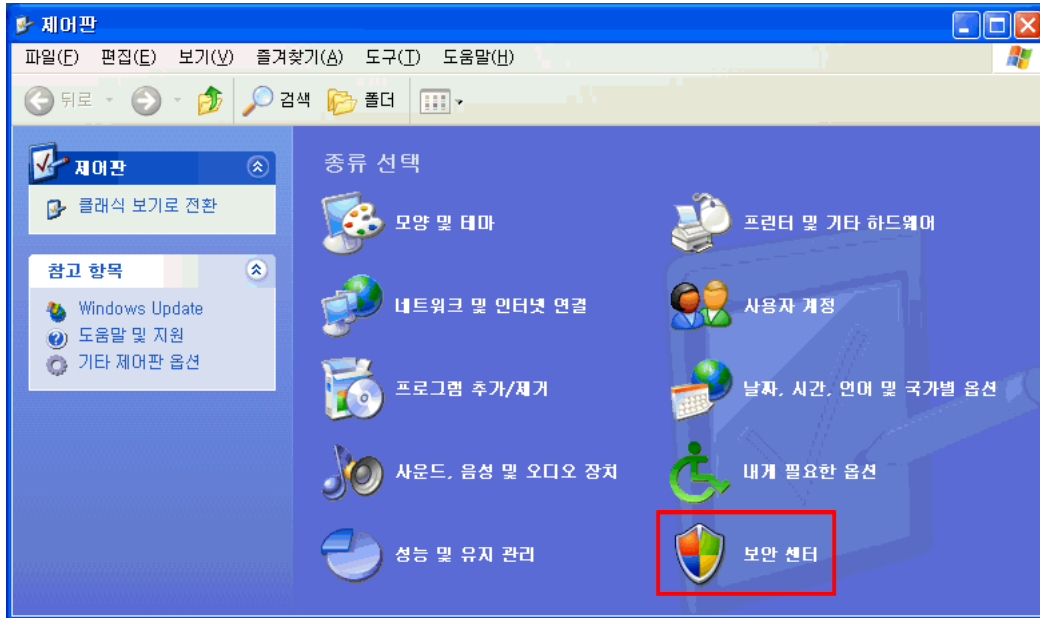 제어판
파일(F) 편집(E) 보기(V) 즐겨찾기(A) 도구(T) 도움말(H)
뒤로 검색 폴더
제어판
클래식 보기로 전환
참고 항목
Windows Update
도움말 및 지원
기타 제어판 옵션
종류 선택
모양 및 테마
프린터 및 기타 하드웨어
네트워크 및 인터넷 연결
사용자 계정
프로그램 추가/제거
날짜, 시간, 언어 및 국가별 옵션
사운드, 음성 및 오디오 장치
내게 필요한 옵션
성능 및 유지 관리
보안 센터